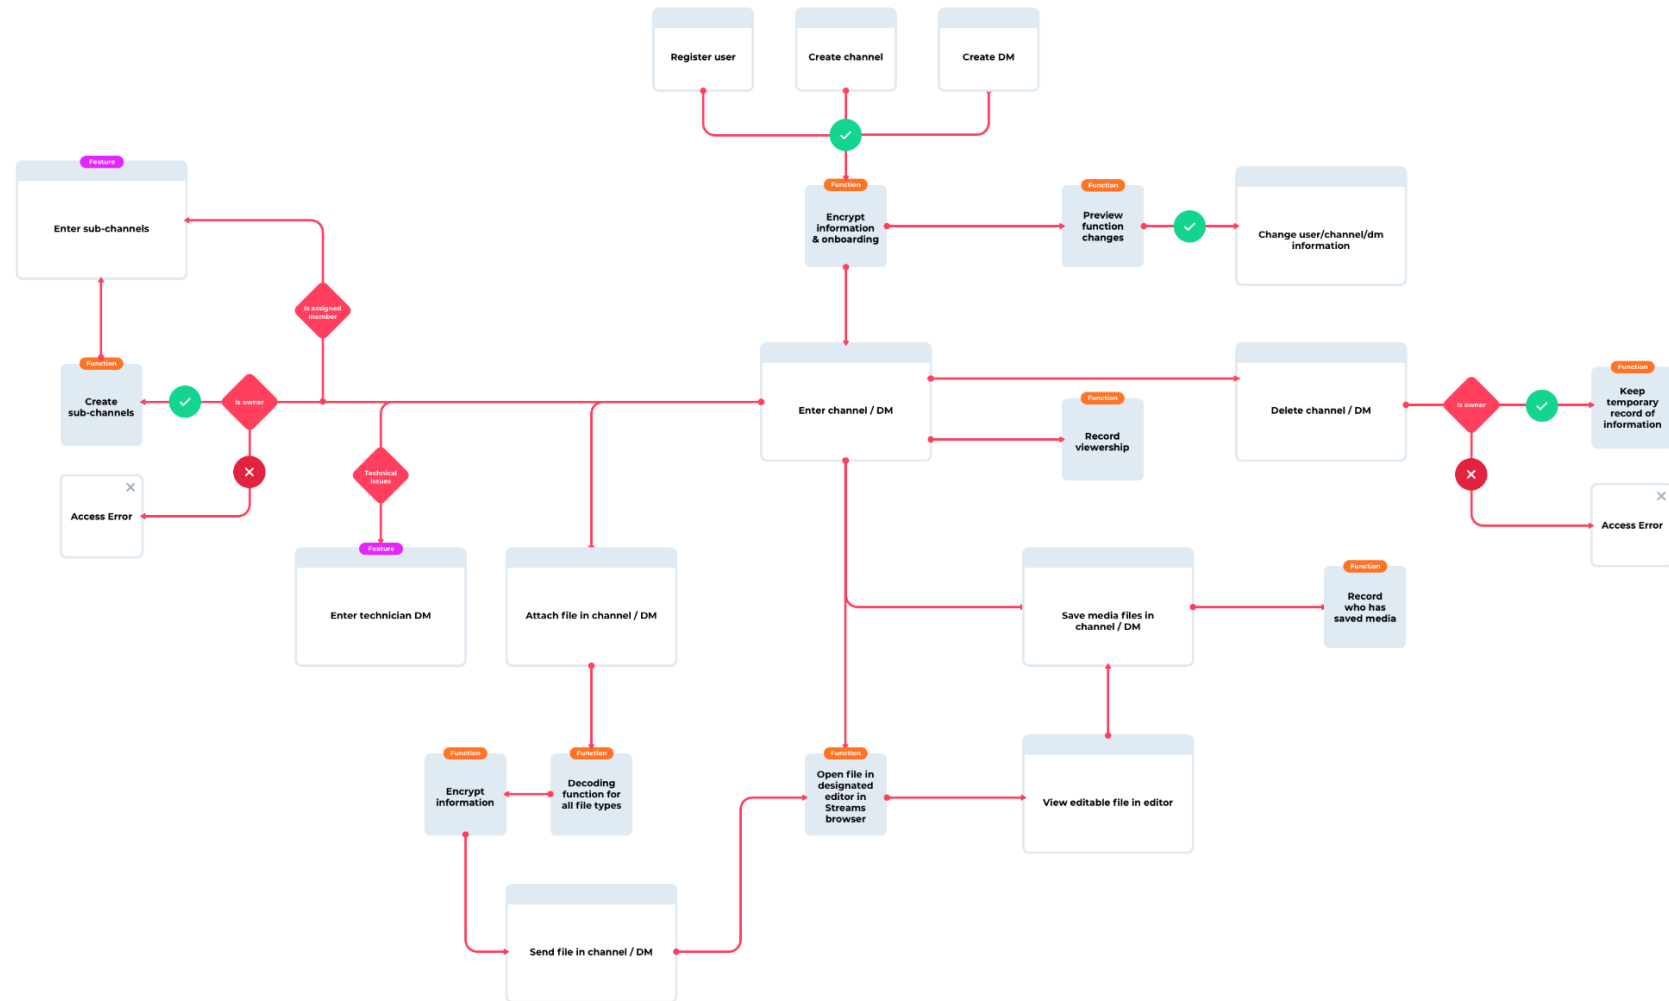 Register user
Create channel
Create DM
Feature
Enter sub-channels
Function
Encrypt
information
& onboarding
Function
Preview
function
changes
Change user/channel/dm
information
Is assigned
member
Function
Create
sub-channels
Is owner
Enter channel / DM
Function
Record
viewership
Delete channel / DM
Is owner
Function
Keep
temporary
record of
information
Access Error
Technical
issues
Access Error
Feature
Enter technician DM
Attach file in channel / DM
Save media files in
channel / DM
Function
Record
who has
saved media
Function
Encrypt
information
Function
Decoding
function for
all file types
Function
Open file in
designated
editor in
Streams
browser
View editable file in editor
Send file in channel / DM